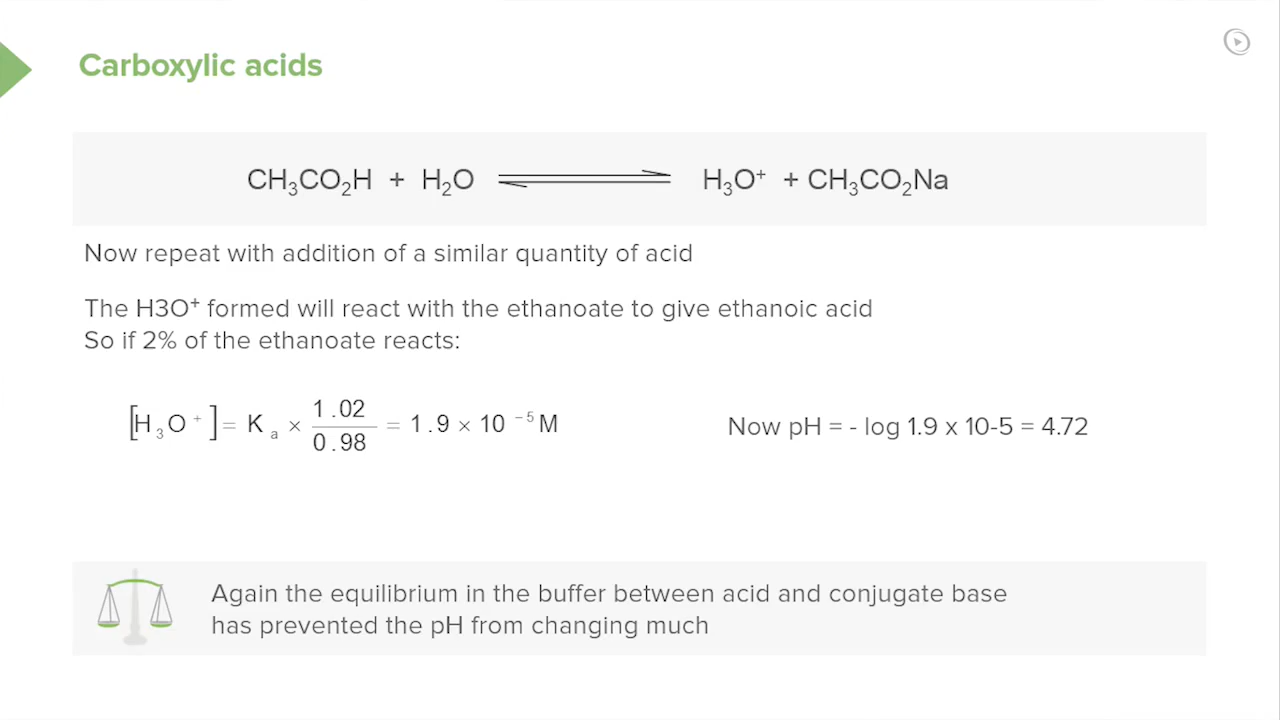 Carboxylic acids
CH₃CO₂H + H₂O ⇌ H₃O⁺ + CH₃CO₂Na
Now repeat with addition of a similar quantity of acid
The H3O⁺ formed will react with the ethanoate to give ethanoic acid
So if 2% of the ethanoate reacts:
[H₃O⁺] = Kₐ × 1.02/0.98 = 1.9 × 10⁻⁵ M
Now pH = - log 1.9 x 10-5 = 4.72
Again the equilibrium in the buffer between acid and conjugate base
has prevented the pH from changing much